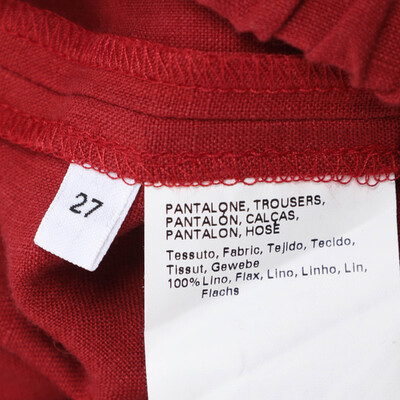 27
PANTALONE, TROUSERS,
PANTALÓN, CALÇAS,
PANTALON, HOSE
Tessuto, Fabric, Tejido, Tecido,
Tissut, Gewebe
100% Lino, Flax, Lino, Linho, Lin,
Flachs